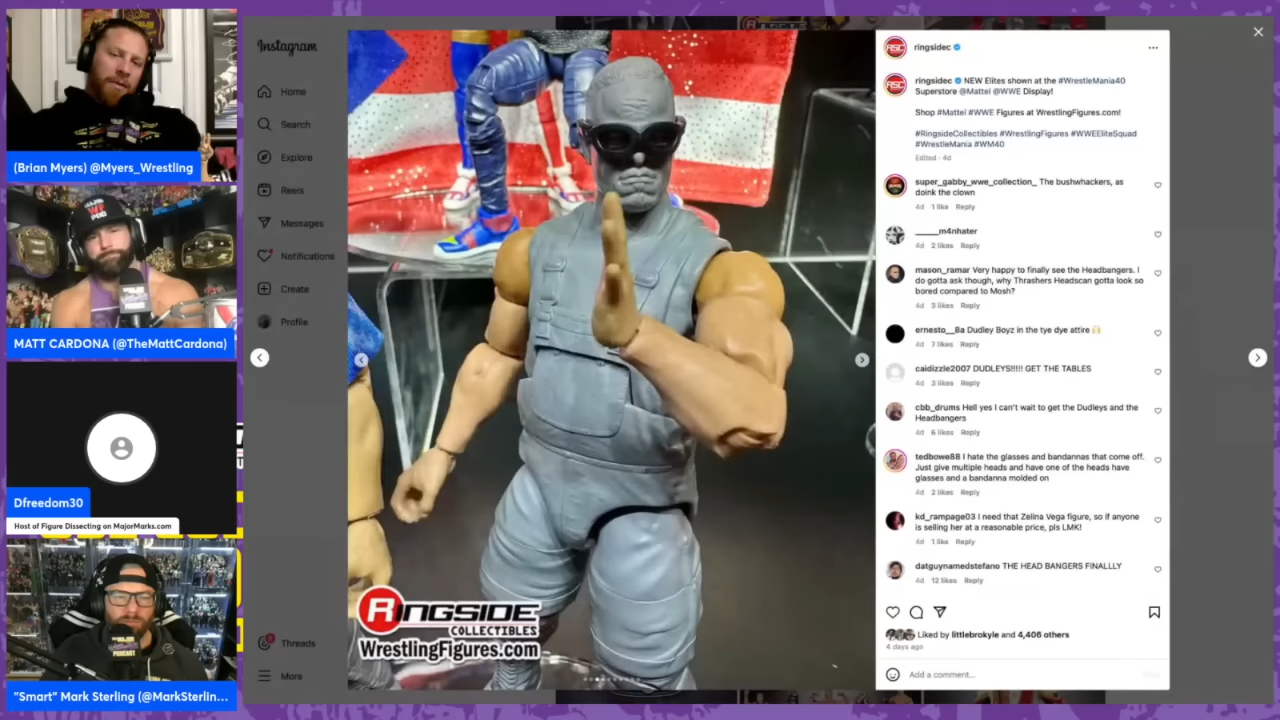 (Brian Myers) @Myers_Wrestling
MATT CARDONA (@TheMattCardona)
Dfreedom30
Host of Figure Dissecting on MajorMarks.com
"Smart" Mark Sterling (@MarkSterlin...
Instagram
Home
Search
Explore
Reels
Messages
Notifications
Create
Profile
Threads
More
RINGSIDE
COLLECTIBLES
WrestlingFigures.com
RSC
ringsidec
RSC
ringsidec NEW Elites shown at the #WrestleMania40
Superstore @Mattel @WWE Display!
Shop #Mattel #WWE Figures at WrestlingFigures.com!
#RingsideCollectibles #WrestlingFigures #WWEEliteSquad
#WrestleMania #WM40
Edited · 4d
super_gabby_wwe_collection_ The bushwhackers, as
doink the clown
4d 1 like Reply
_____m4nhater
4d 2 likes Reply
mason_ramar Very happy to finally see the Headbangers. I
do gotta ask though, why Thrashers Headscan gotta look so
bored compared to Mosh?
4d 3 likes Reply
ernesto__8a Dudley Boyz in the tye dye attire 🙌
4d 7 likes Reply
caidizzle2007 DUDLEYS!!!!! GET THE TABLES
4d 3 likes Reply
cbb_drums Hell yes I can't wait to get the Dudleys and the
Headbangers
4d 6 likes Reply
tedbowe88 I hate the glasses and bandannas that come off.
Just give multiple heads and have one of the heads have
glasses and a bandanna molded on
4d 2 likes Reply
kd_rampage03 I need that Zelina Vega figure, so if anyone
is selling her at a reasonable price, pls LMK!
4d 1 like Reply
datguynamedstefano THE HEAD BANGERS FINALLLY
4d 12 likes Reply
Liked by littlebrokyle and 4,406 others
4 days ago
Add a comment...